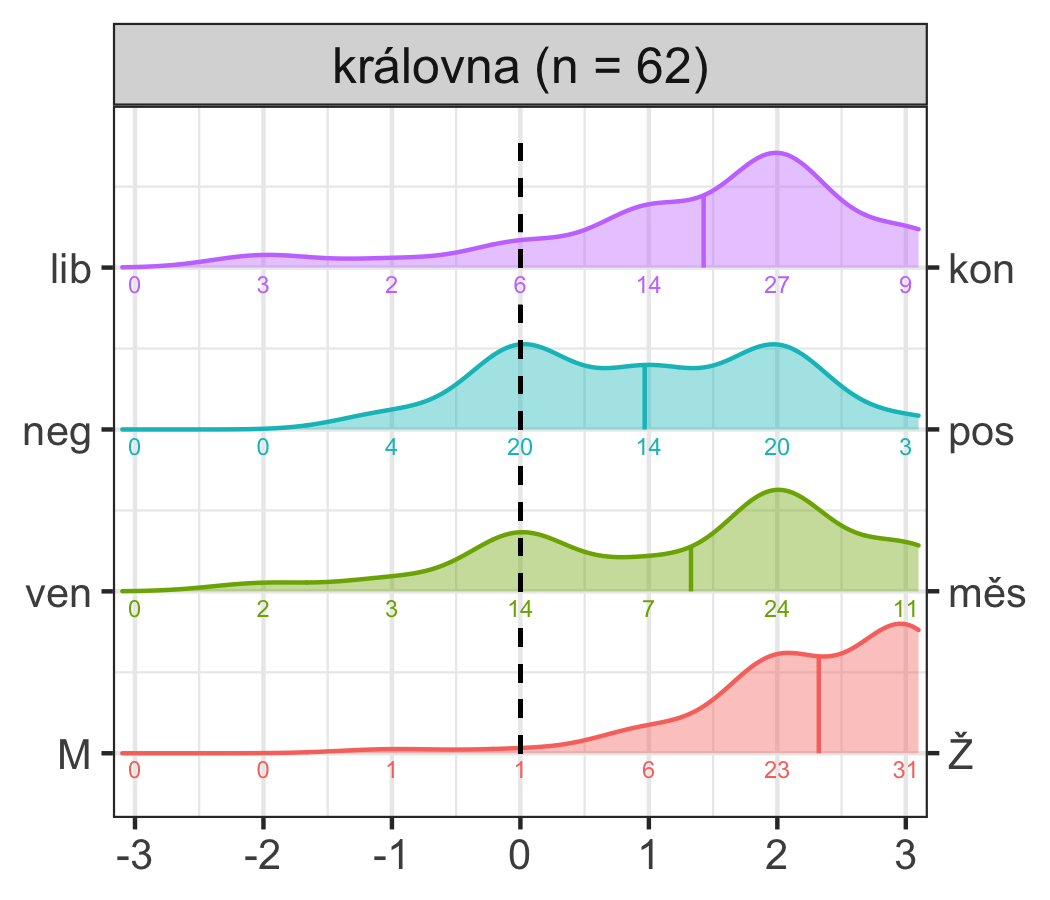 královna (n = 62)
lib kon
0 3 2 6 14 27 9
neg pos
0 0 4 20 14 20 3
ven měs
0 2 3 14 7 24 11
M Ž
0 0 1 1 6 23 31
-3 -2 -1 0 1 2 3